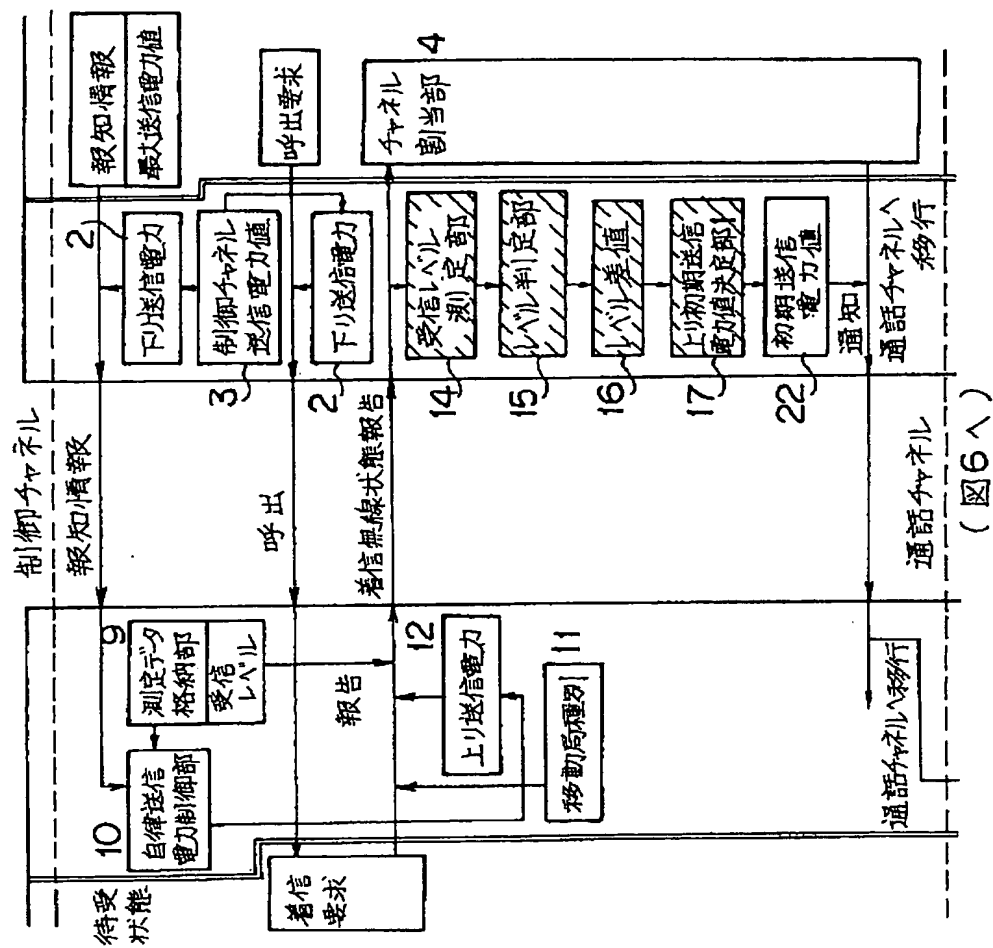 制御チャネル
報知情報
最大送信電力値
2
下り送信電力
制御チャネル
送信電力値
3
報知情報
9
測定データ
格納部
受信
レベル
10
自律送信
電力制御部
待受
状態
呼出要求
下り送信電力
2
呼出
着信
要求
チャネル
割当部
4
着信無線状態報告
報告
12
上り送信電力
11
移動局種別
受信レベル
測定部
14
レベル判定部
15
レベル差値
16
上り初期送信
電力値決定部
17
初期送信
電力値
22
通知
通話チャネルへ
移行
通話チャネル
通話チャネルへ移行
(図6へ)